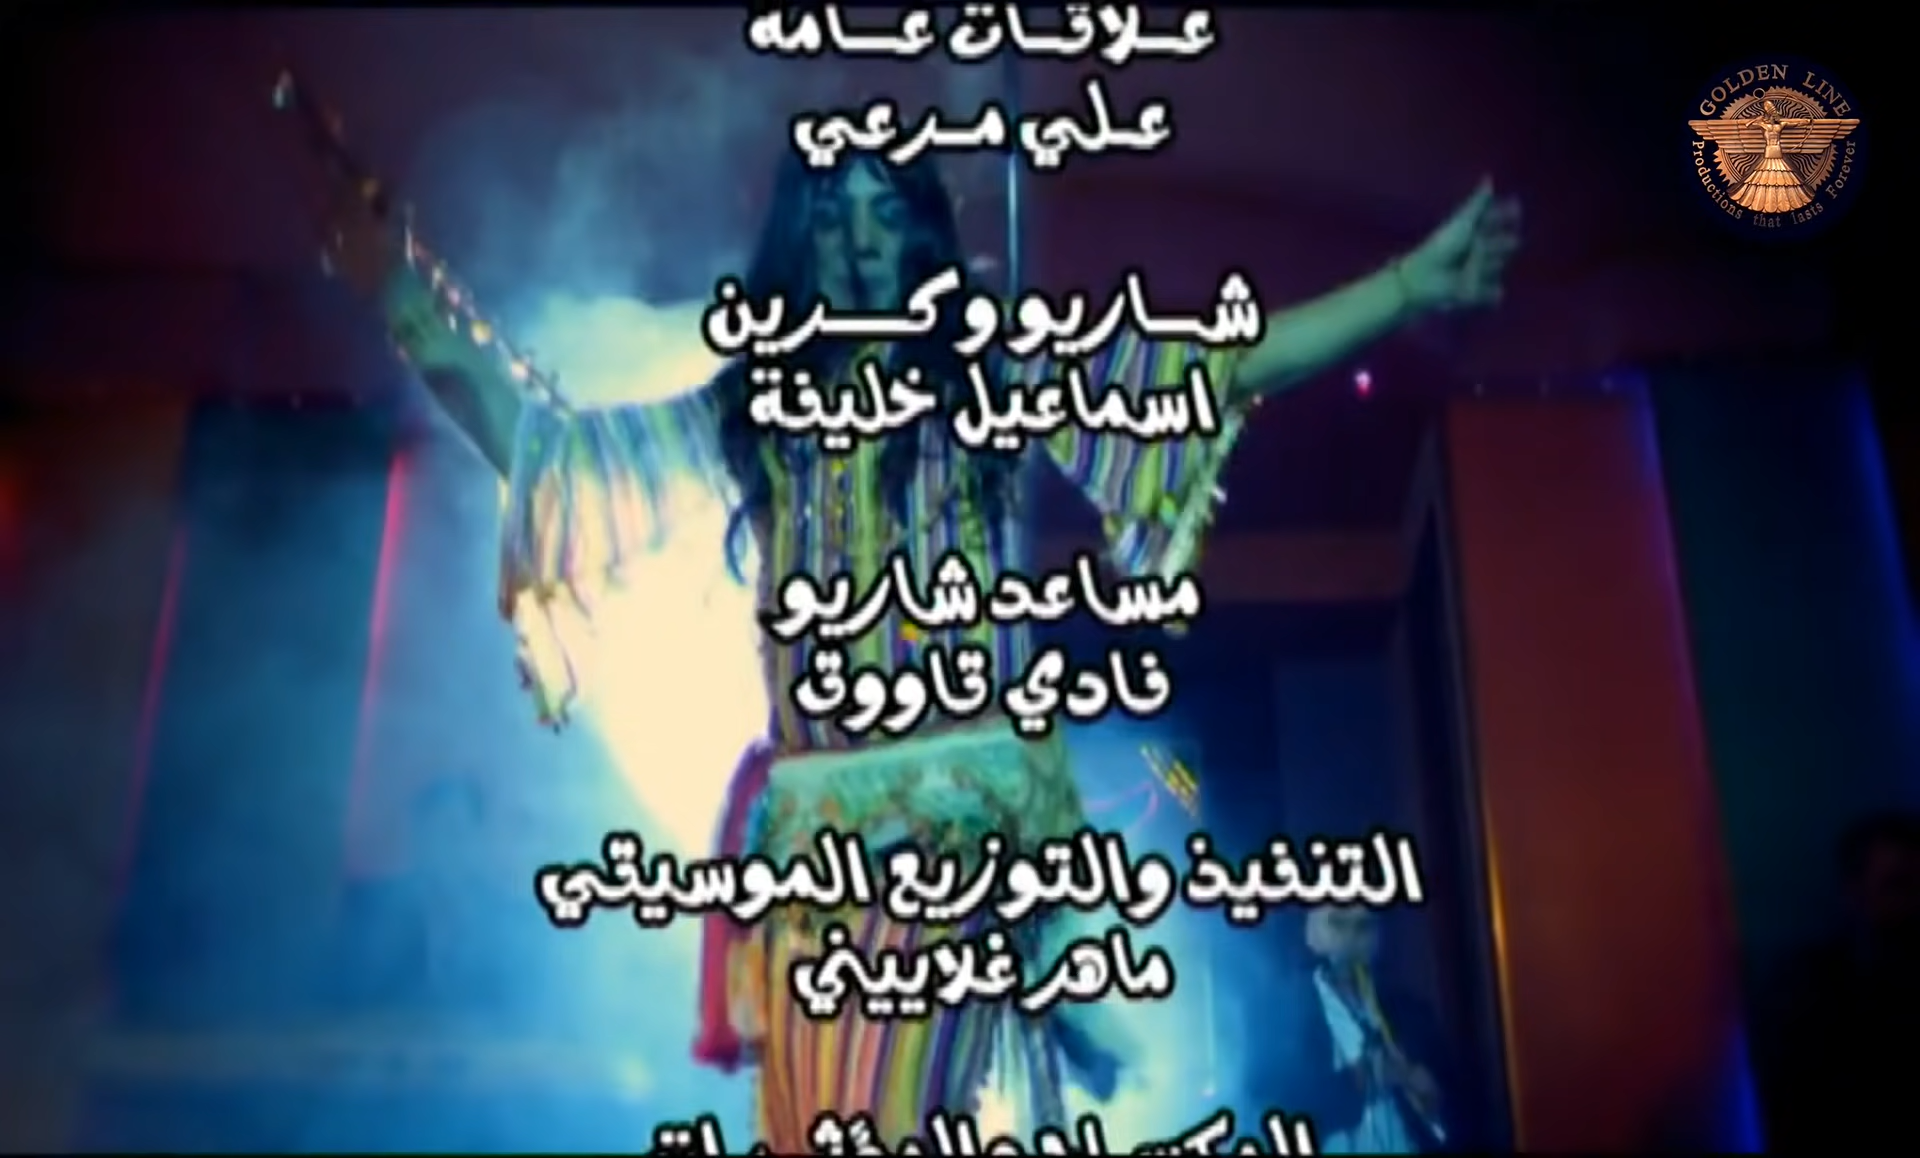 علاقات عامه
علي مرعي
شاريو وكرين
اسماعيل خليفة
مساعد شاريو
فادي قاووق
التنفيذ والتوزيع الموسيقي
ماهر غلاييني
GOLDEN LINE
Productions that lasts Forever